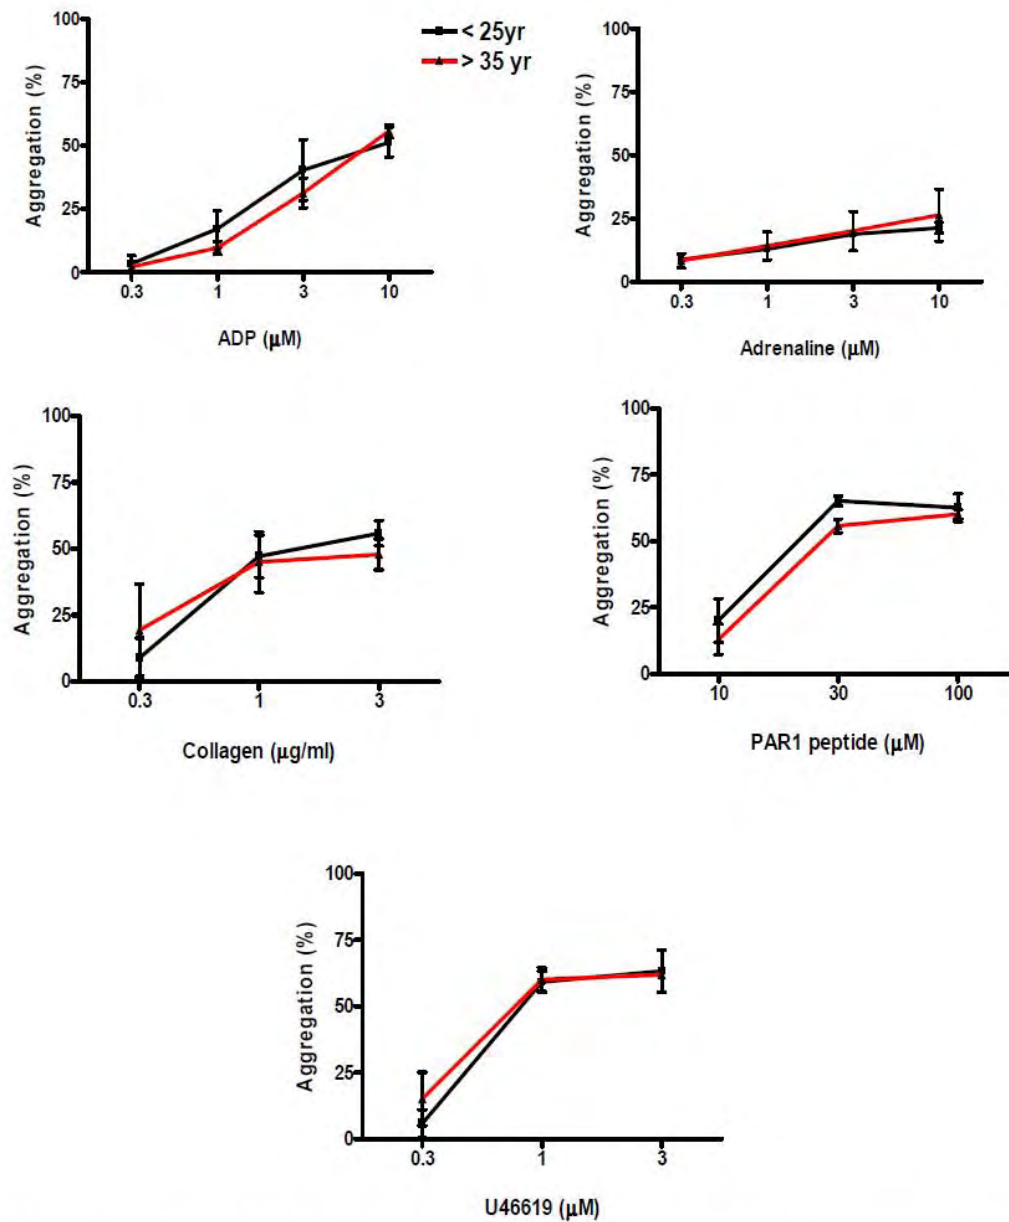 < 25yr
> 35 yr
Aggregation (%)
100
75
50
25
0
0.3 1 3 10
ADP (μM)
Aggregation (%)
100
75
50
25
0
0.3 1 3 10
Adrenaline (μM)
Aggregation (%)
100
75
50
25
0
0.3 1 3
Collagen (μg/ml)
Aggregation (%)
100
75
50
25
0
10 30 100
PAR1 peptide (μM)
Aggregation (%)
100
75
50
25
0
0.3 1 3
U46619 (μM)